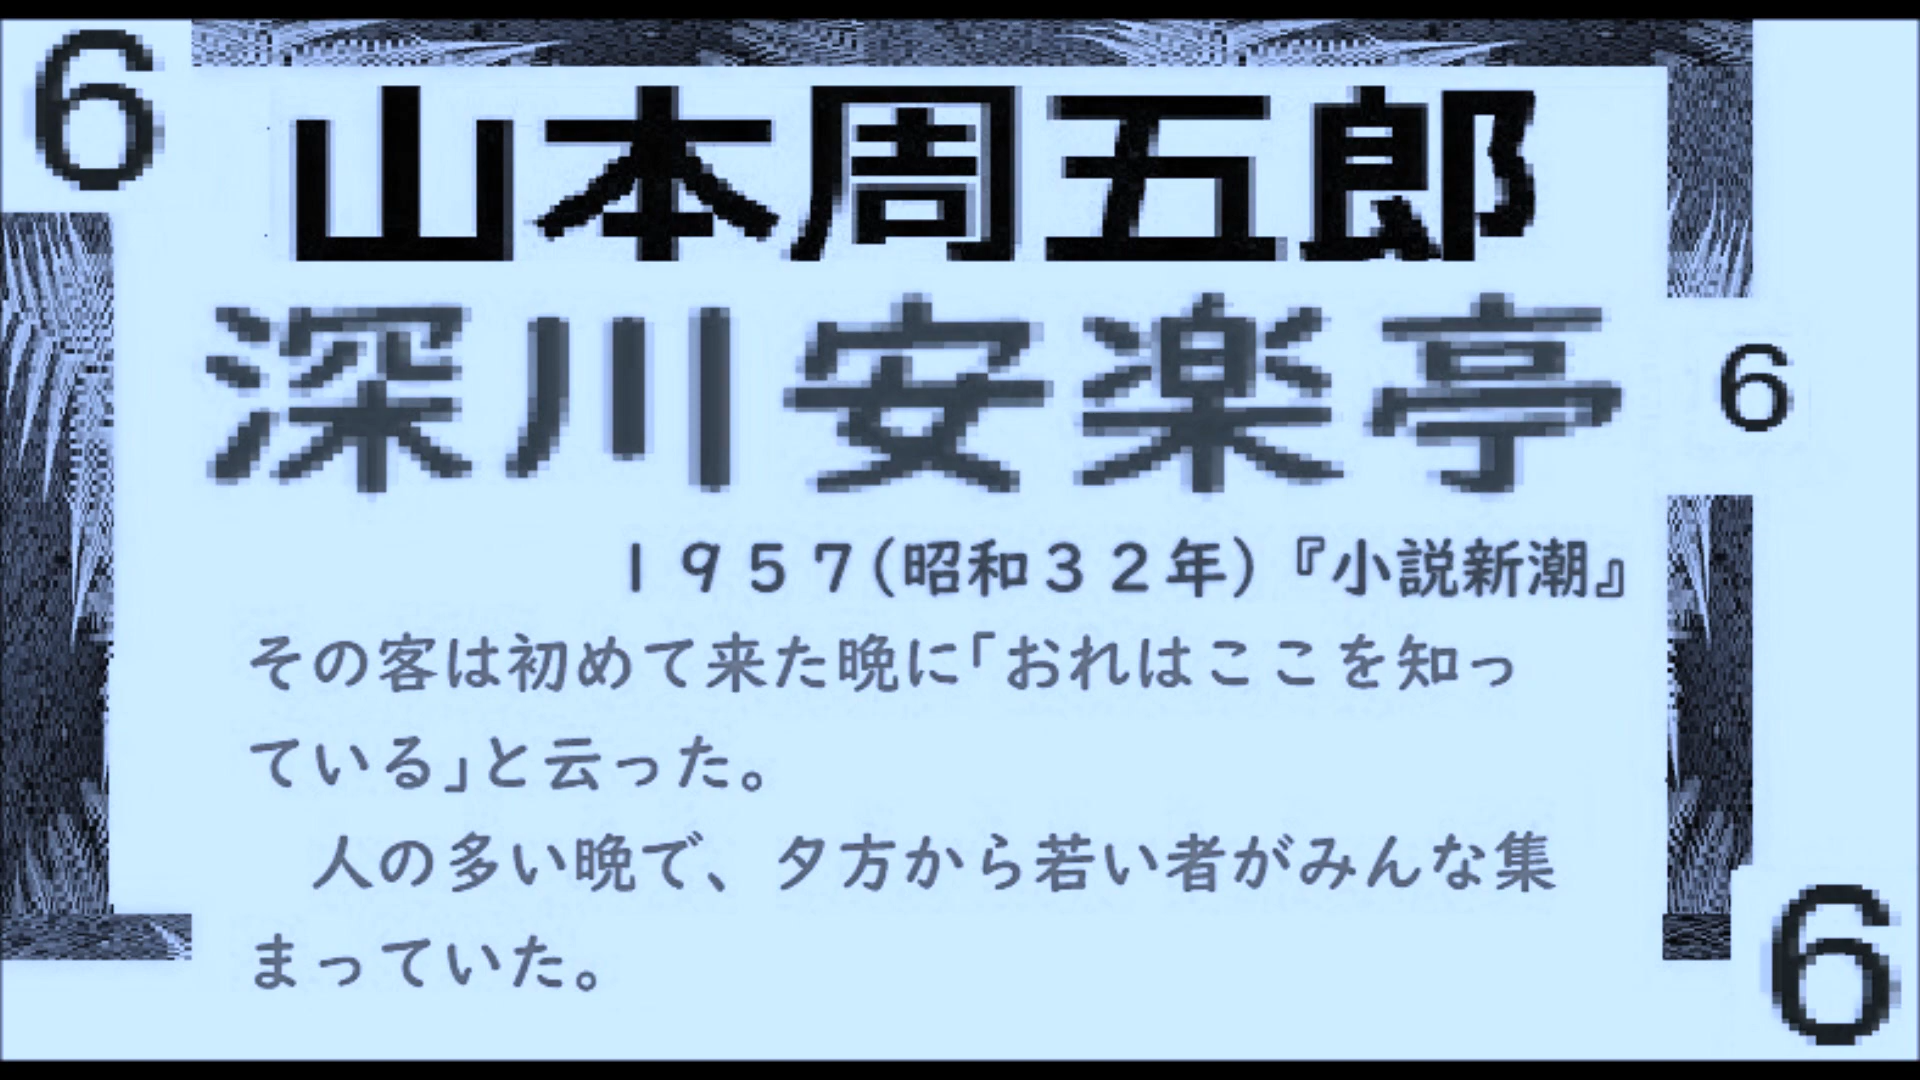 6
山本周五郎
深川安楽亭
6
１９５７(昭和３２年)『小説新潮』
その客は初めて来た晩に｢おれはここを知っ
ている｣と云った。
　人の多い晩で、夕方から若い者がみんな集
まっていた。
6